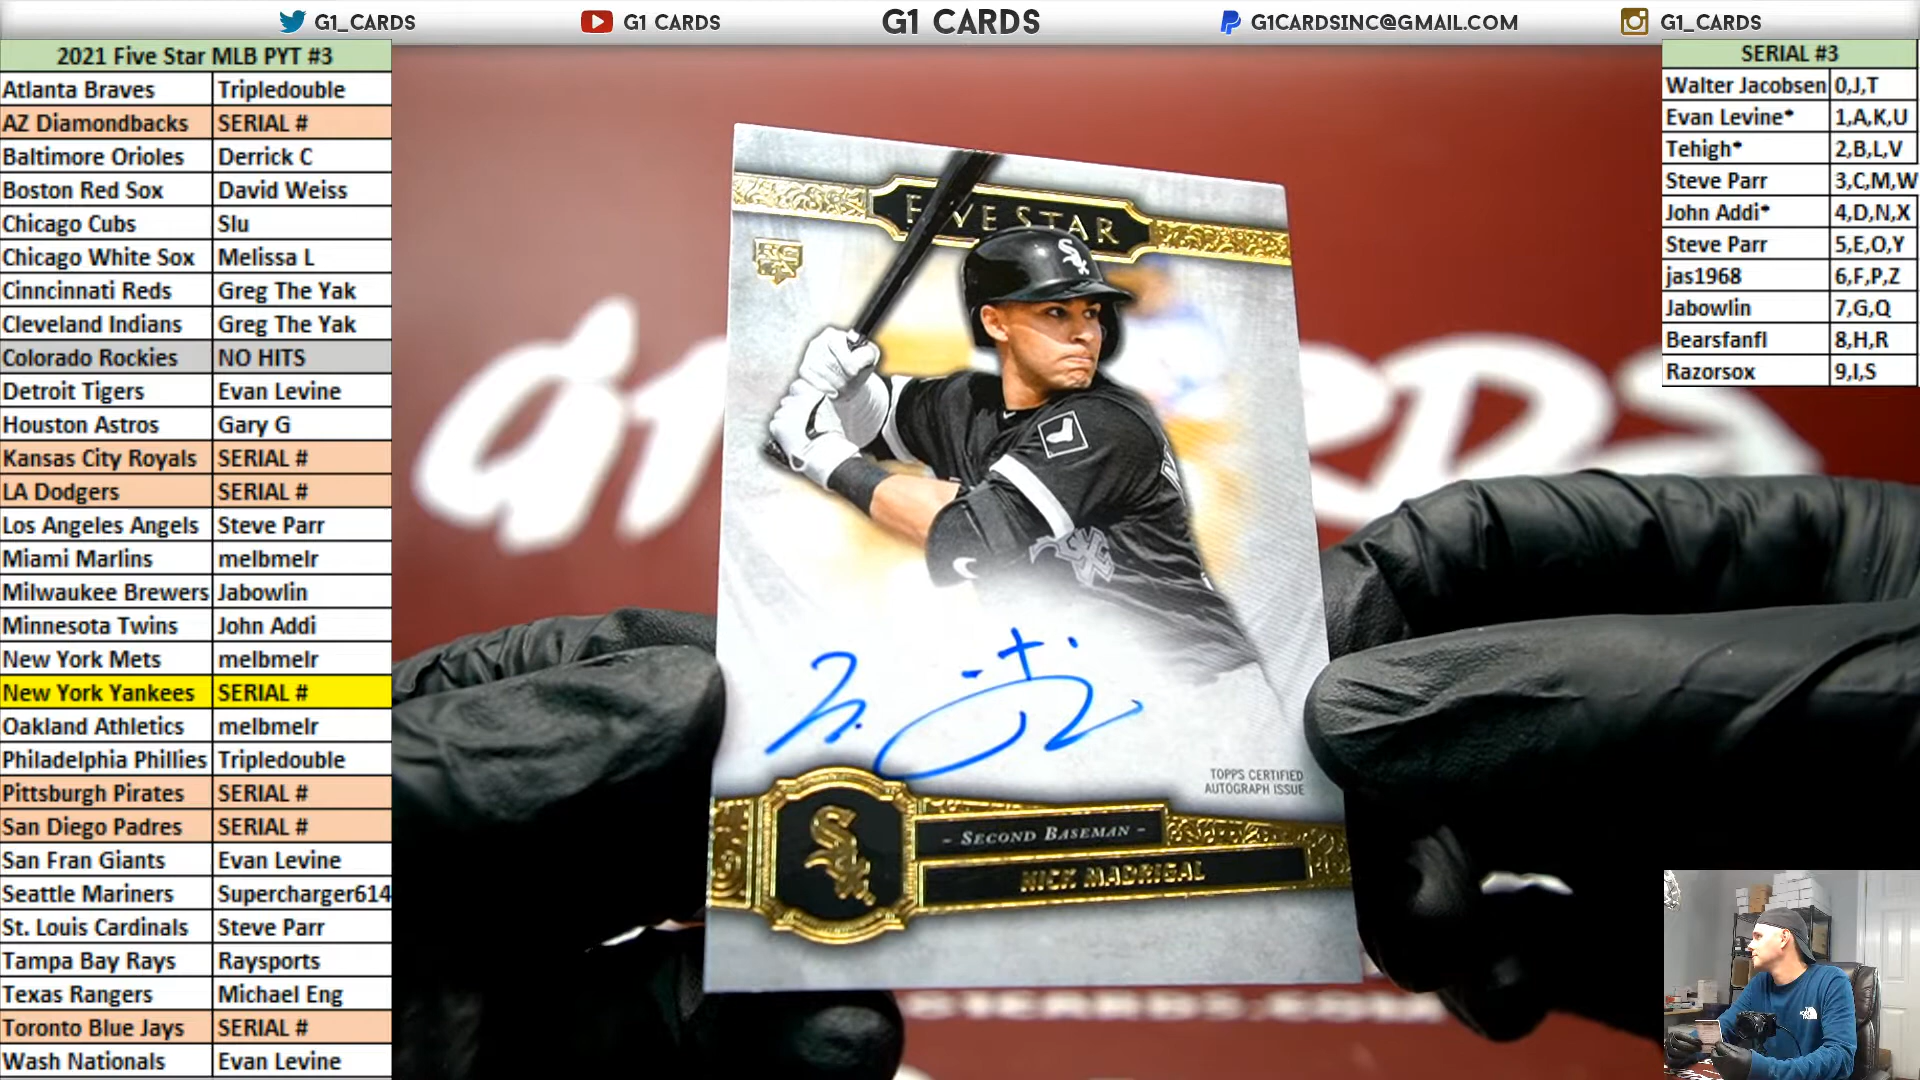 G1_CARDS
G1 CARDS
G1 CARDS
G1CARDSINC@GMAIL.COM
G1_CARDS
2021 Five Star MLB PYT #3
Atlanta Braves Tripledouble
AZ Diamondbacks SERIAL #
Baltimore Orioles Derrick C
Boston Red Sox David Weiss
Chicago Cubs Slu
Chicago White Sox Melissa L
Cinncinnati Reds Greg The Yak
Cleveland Indians Greg The Yak
Colorado Rockies NO HITS
Detroit Tigers Evan Levine
Houston Astros Gary G
Kansas City Royals SERIAL #
LA Dodgers SERIAL #
Los Angeles Angels Steve Parr
Miami Marlins melbmelr
Milwaukee Brewers Jabowlin
Minnesota Twins John Addi
New York Mets melbmelr
New York Yankees SERIAL #
Oakland Athletics melbmelr
Philadelphia Phillies Tripledouble
Pittsburgh Pirates SERIAL #
San Diego Padres SERIAL #
San Fran Giants Evan Levine
Seattle Mariners Supercharger614
St. Louis Cardinals Steve Parr
Tampa Bay Rays Raysports
Texas Rangers Michael Eng
Toronto Blue Jays SERIAL #
Wash Nationals Evan Levine
FIVE STAR
RC
TOPPS CERTIFIED
AUTOGRAPH ISSUE
- SECOND BASEMAN -
NICK MADRIGAL
SERIAL #3
Walter Jacobsen 0,J,T
Evan Levine* 1,A,K,U
Tehigh* 2,B,L,V
Steve Parr 3,C,M,W
John Addi* 4,D,N,X
Steve Parr 5,E,O,Y
jas1968 6,F,P,Z
Jabowlin 7,G,Q
Bearsfanfl 8,H,R
Razorsox 9,I,S